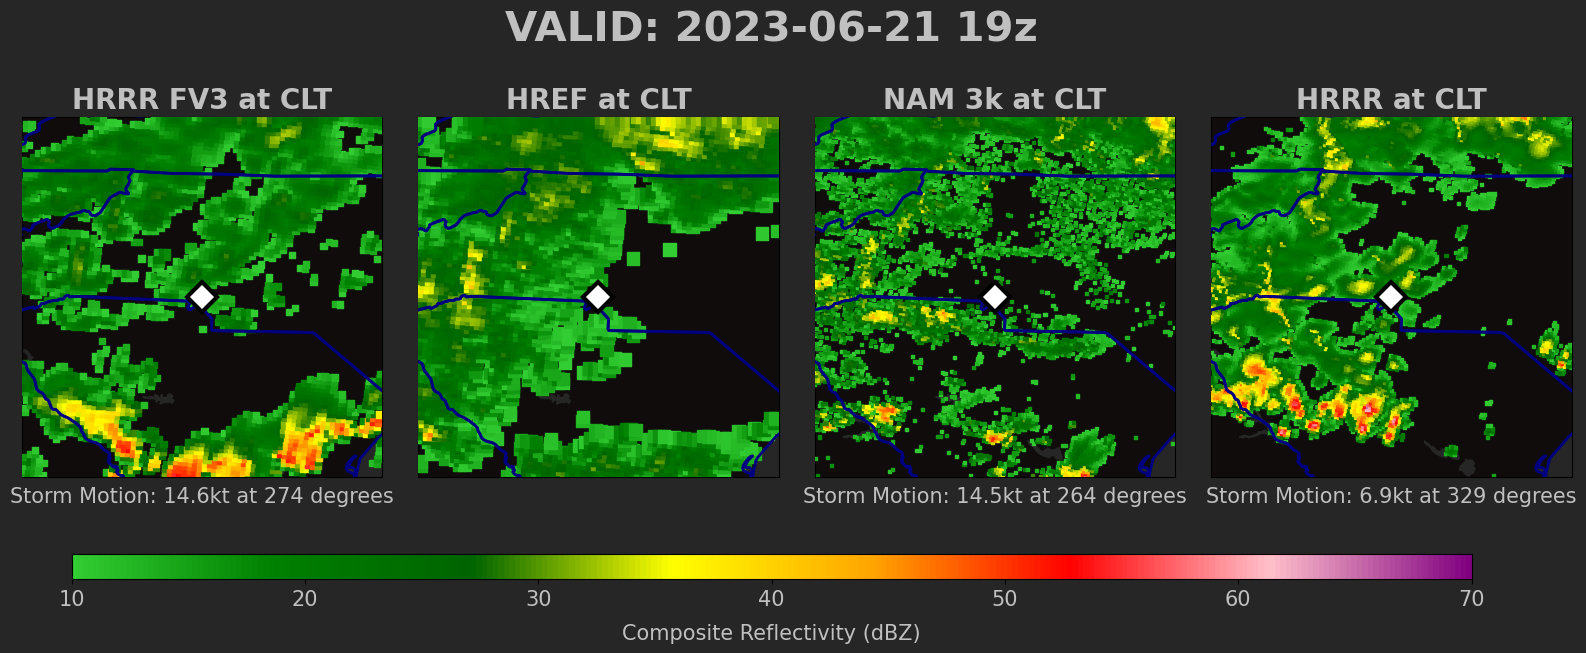 VALID: 2023-06-21 19z
HRRR FV3 at CLT
HREF at CLT
NAM 3k at CLT
HRRR at CLT
Storm Motion: 14.6kt at 274 degrees
Storm Motion: 14.5kt at 264 degrees
Storm Motion: 6.9kt at 329 degrees
10 20 30 40 50 60 70
Composite Reflectivity (dBZ)